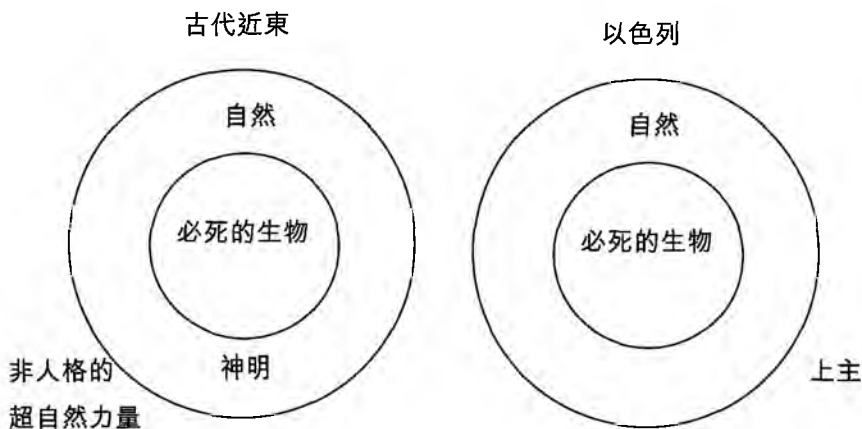 古代近東
自然
必死的生物
神明
非人格的
超自然力量
以色列
自然
必死的生物
上主